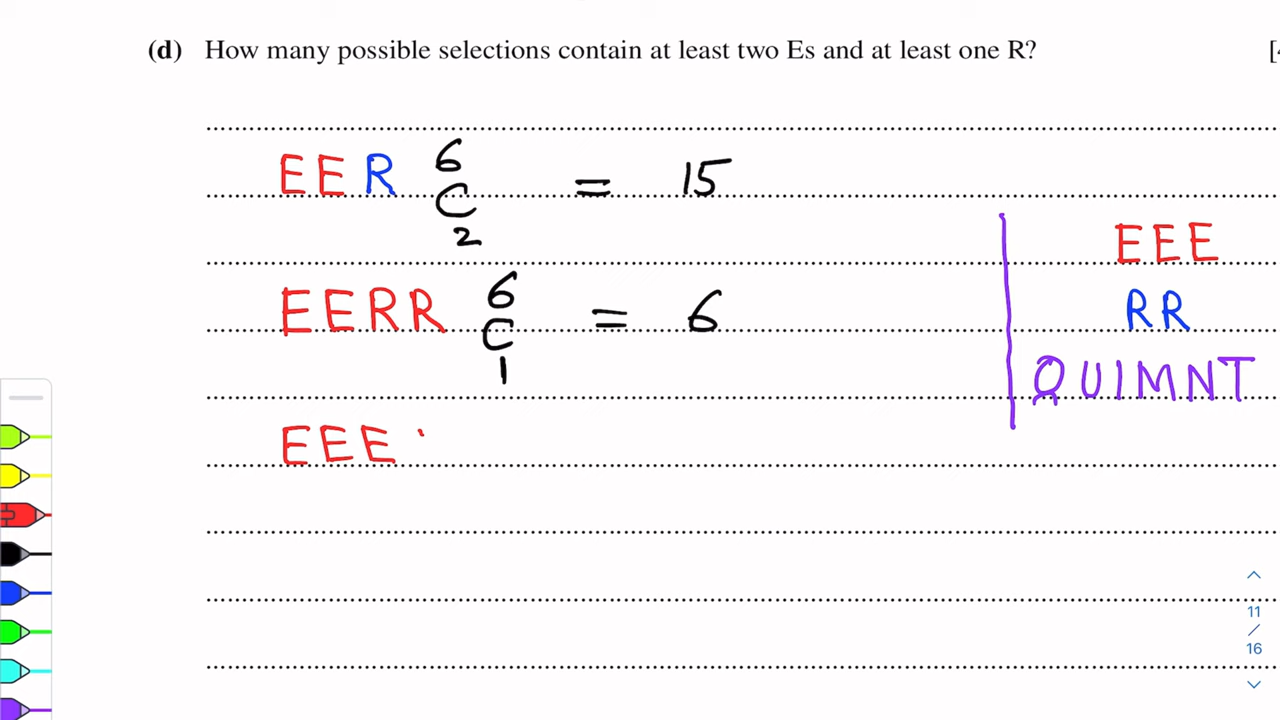 (d) How many possible selections contain at least two Es and at least one R? [4
EER 6C2 = 15
EEE
RR
EERR 6C1 = 6
QUIMNT
EEE
11
/
16